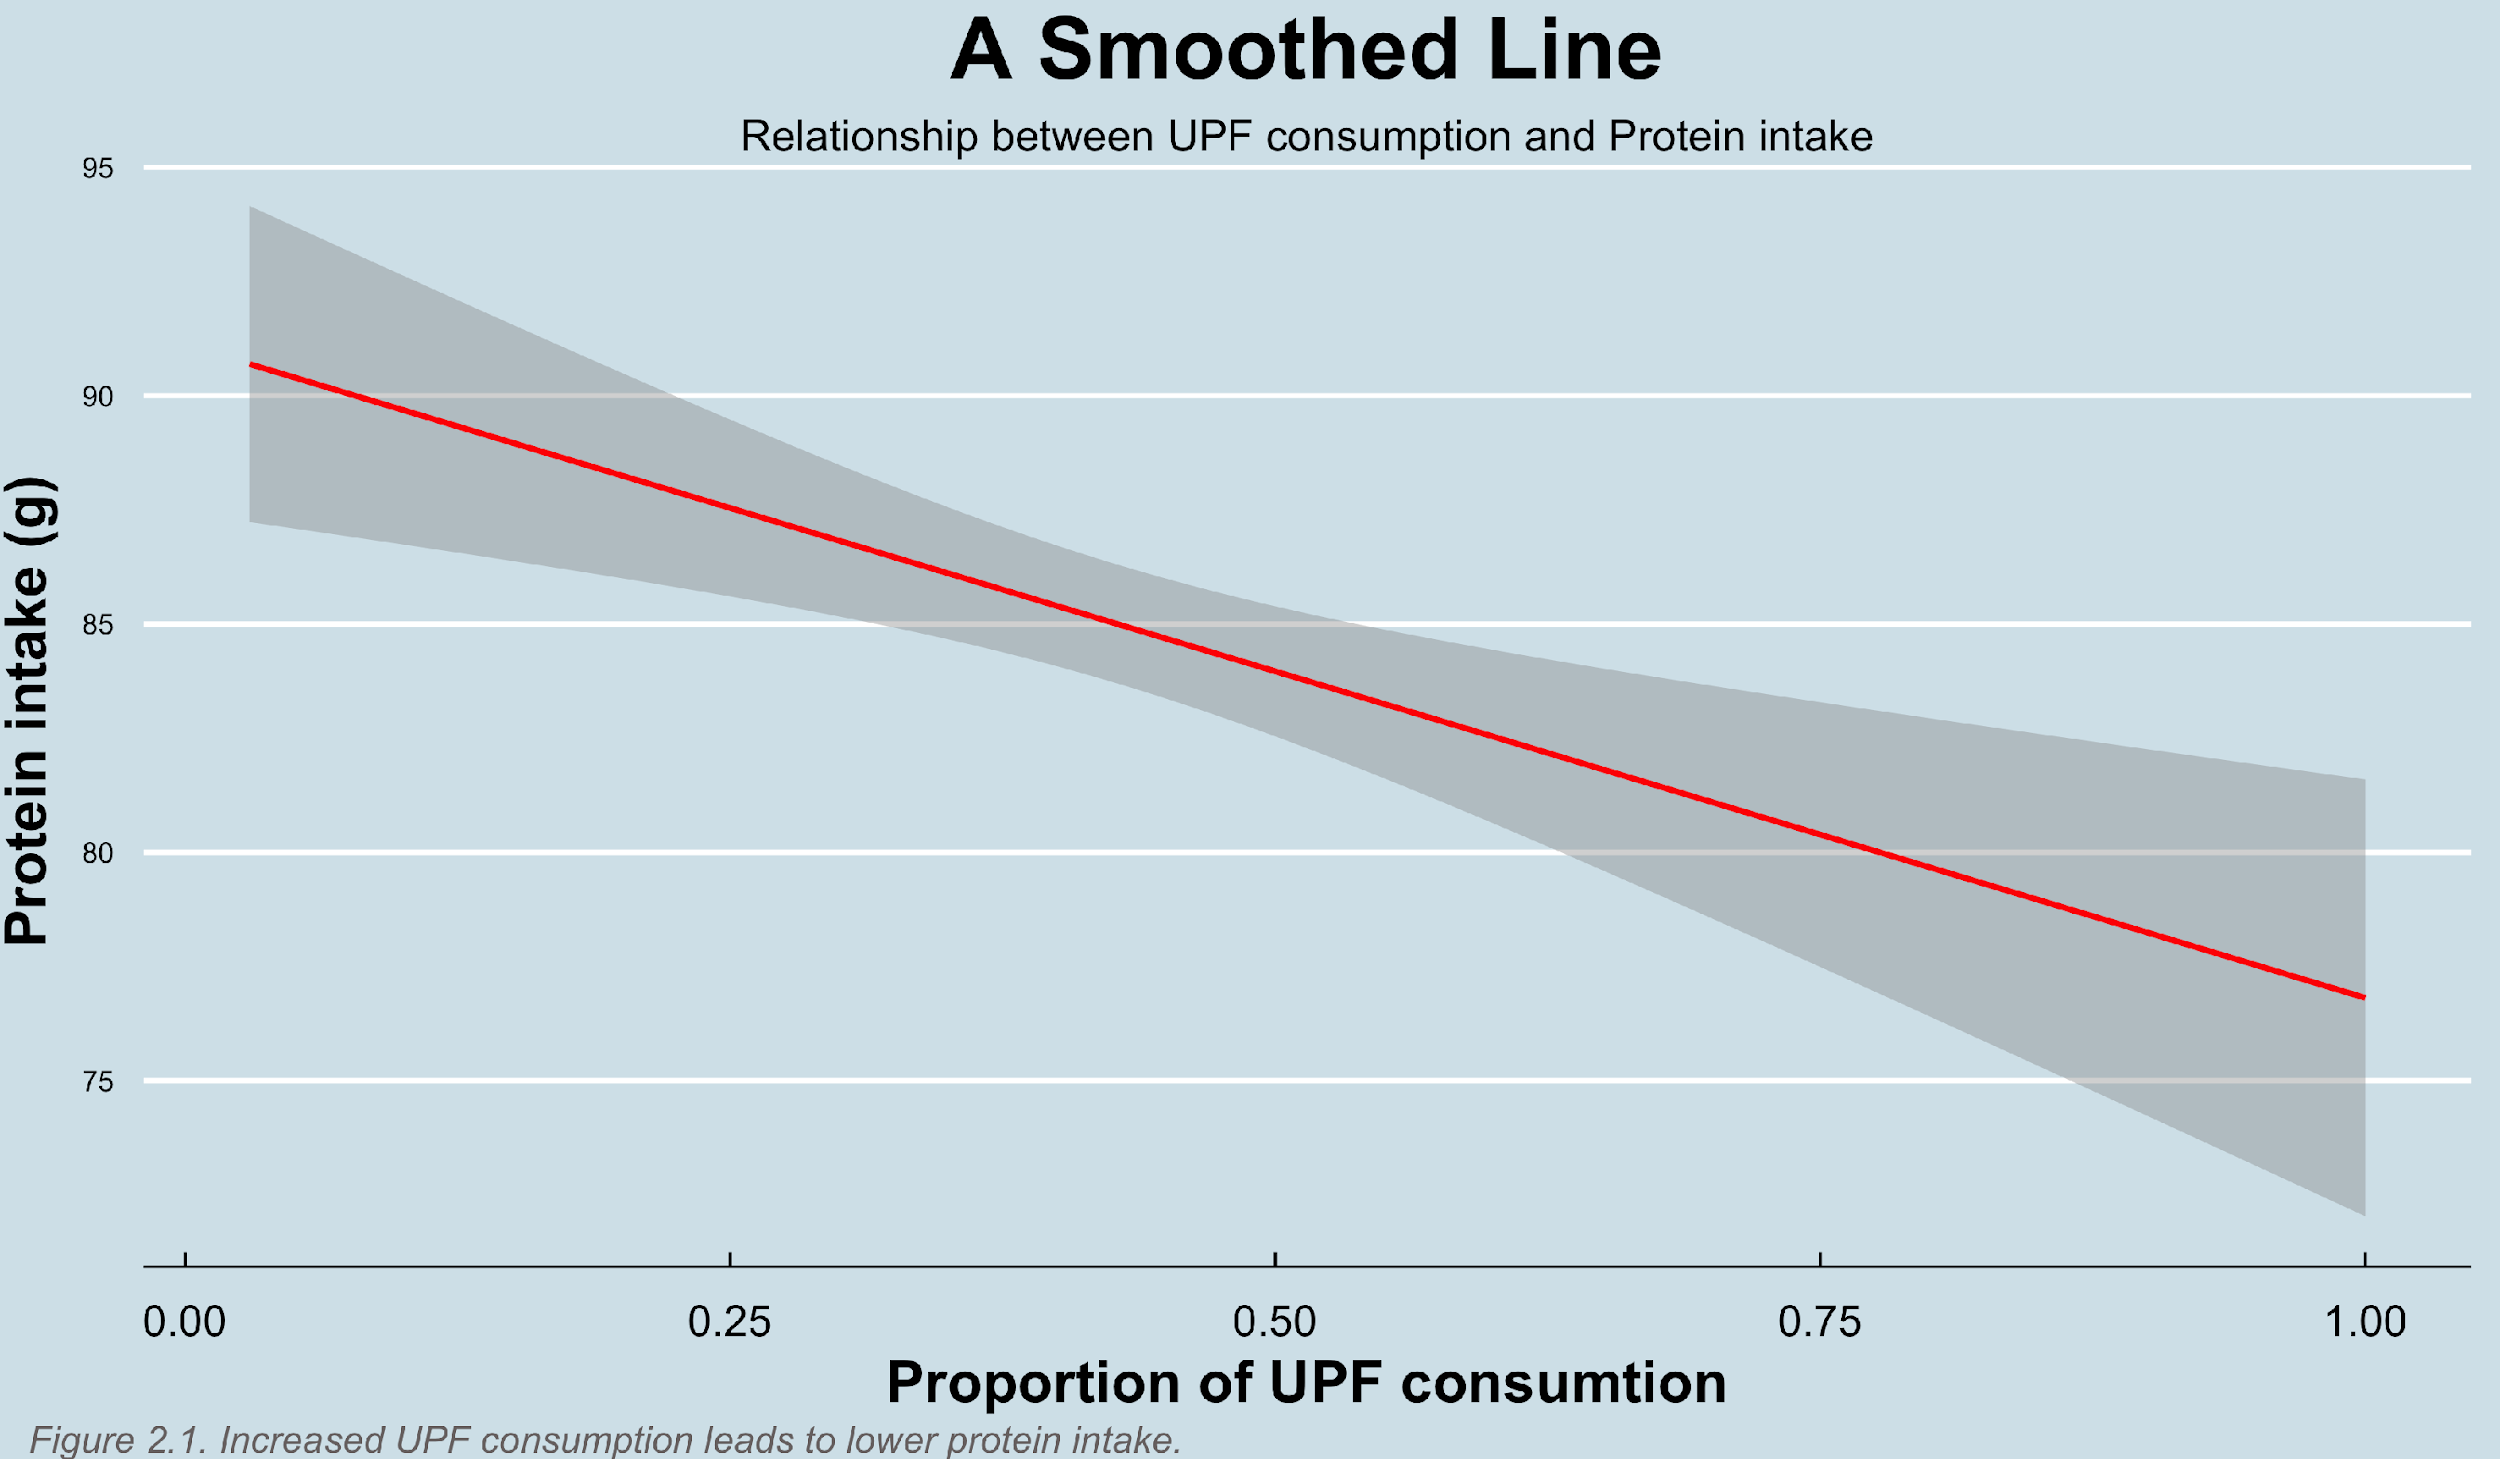 A Smoothed Line
Relationship between UPF consumption and Protein intake
Protein intake (g)
95
90
85
80
75
0.00 0.25 0.50 0.75 1.00
Proportion of UPF consumtion
Figure 2.1. Increased UPF consumption leads to lower protein intake.